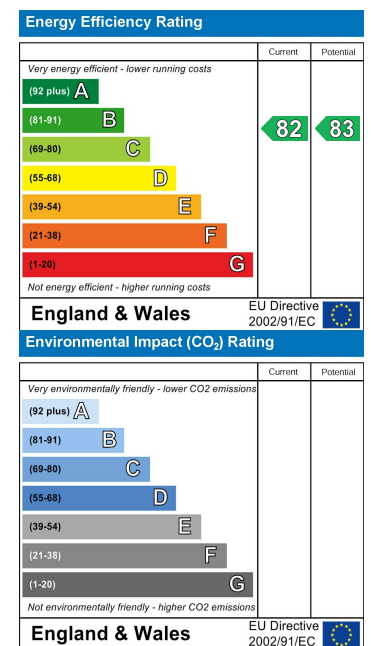 Energy Efficiency Rating
Current Potential
Very energy efficient - lower running costs
(92 plus) A
(81-91) B
82 83
(69-80) C
(55-68) D
(39-54) E
(21-38) F
(1-20) G
Not energy efficient - higher running costs
England & Wales
EU Directive
2002/91/EC
Environmental Impact (CO₂) Rating
Current Potential
Very environmentally friendly - lower CO2 emissions
(92 plus) A
(81-91) B
(69-80) C
(55-68) D
(39-54) E
(21-38) F
(1-20) G
Not environmentally friendly - higher CO2 emissions
England & Wales
EU Directive
2002/91/EC